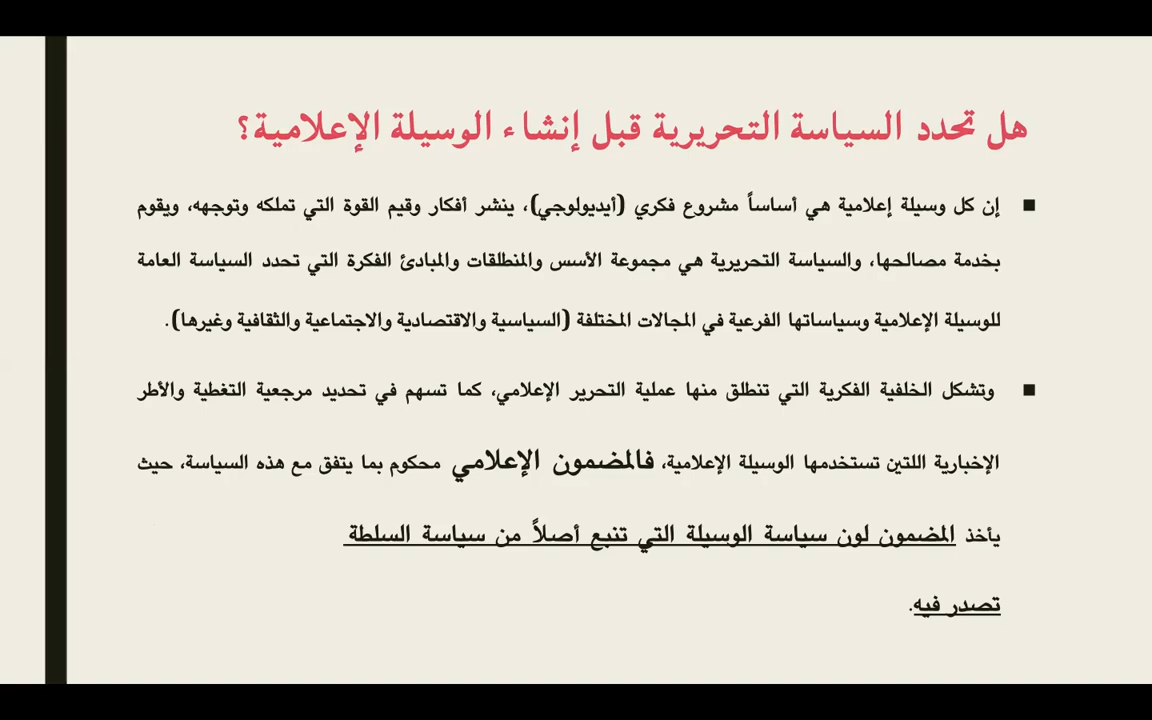 هل تحدد السياسة التحريرية قبل إنشاء الوسيلة الإعلامية؟
■ إن كل وسيلة إعلامية هي أساساً مشروع فكري (أيديولوجي)، ينشر أفكار وقيم القوة التي تملكه وتوجهه، ويقوم
بخدمة مصالحها، والسياسة التحريرية هي مجموعة الأسس والمنطلقات والمبادئ الفكرة التي تحدد السياسة العامة
للوسيلة الإعلامية وسياساتها الفرعية في المجالات المختلفة (السياسية والاقتصادية والاجتماعية والثقافية وغيرها).
■ وتشكل الخلفية الفكرية التي تنطلق منها عملية التحرير الإعلامي، كما تسهم في تحديد مرجعية التغطية والأطر
الإخبارية اللتين تستخدمها الوسيلة الإعلامية، فالمضمون الإعلامي محكوم بما يتفق مع هذه السياسة، حيث
يأخذ المضمون لون سياسة الوسيلة التي تنبع أصلاً من سياسة السلطة
تصدر فيه.